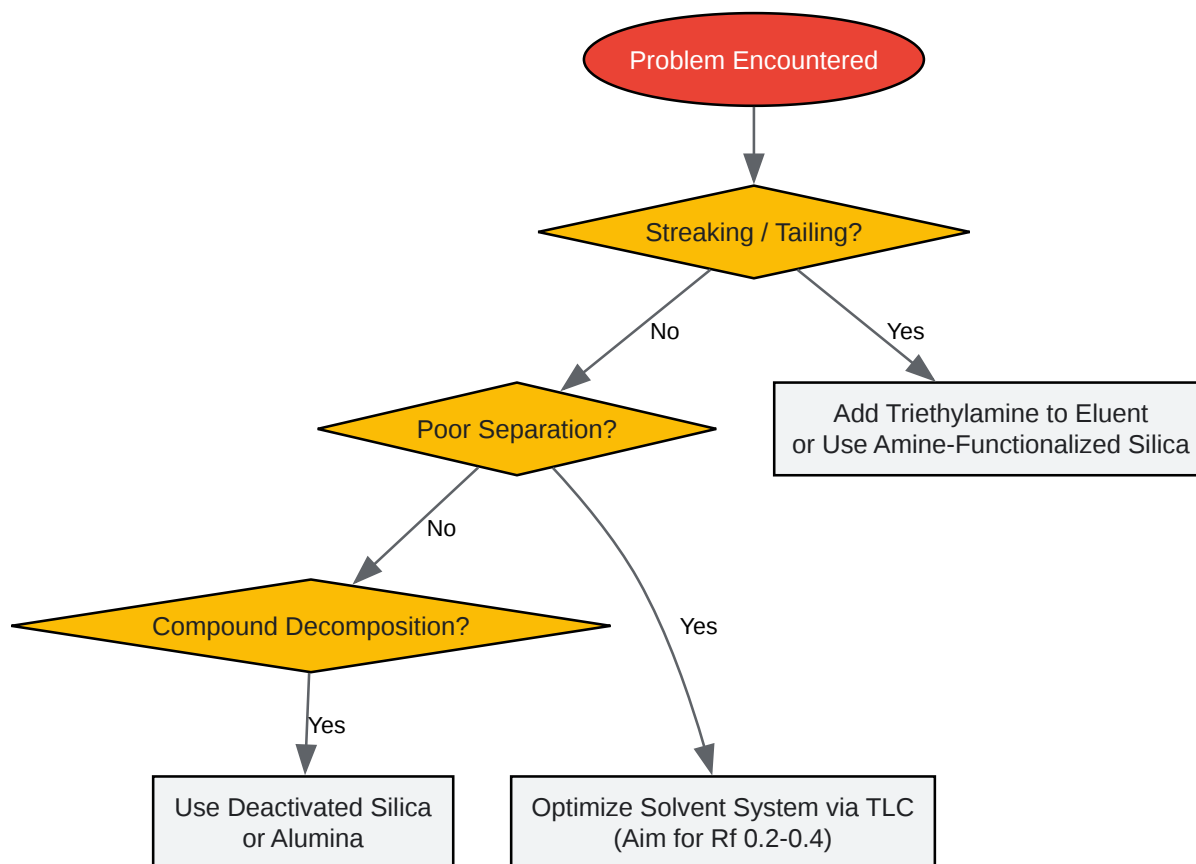 Problem Encountered
Streaking / Tailing?
No
Yes
Poor Separation?
Add Triethylamine to Eluent
or Use Amine-Functionalized Silica
No
Yes
Compound Decomposition?
Yes
Use Deactivated Silica
or Alumina
Optimize Solvent System via TLC
(Aim for Rf 0.2-0.4)